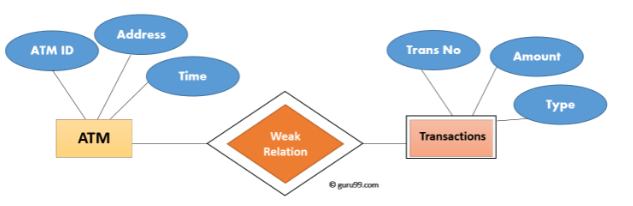 ATM ID
Address
Time
ATM
Weak
Relation
Trans No
Amount
Type
Transactions
© guru99.com